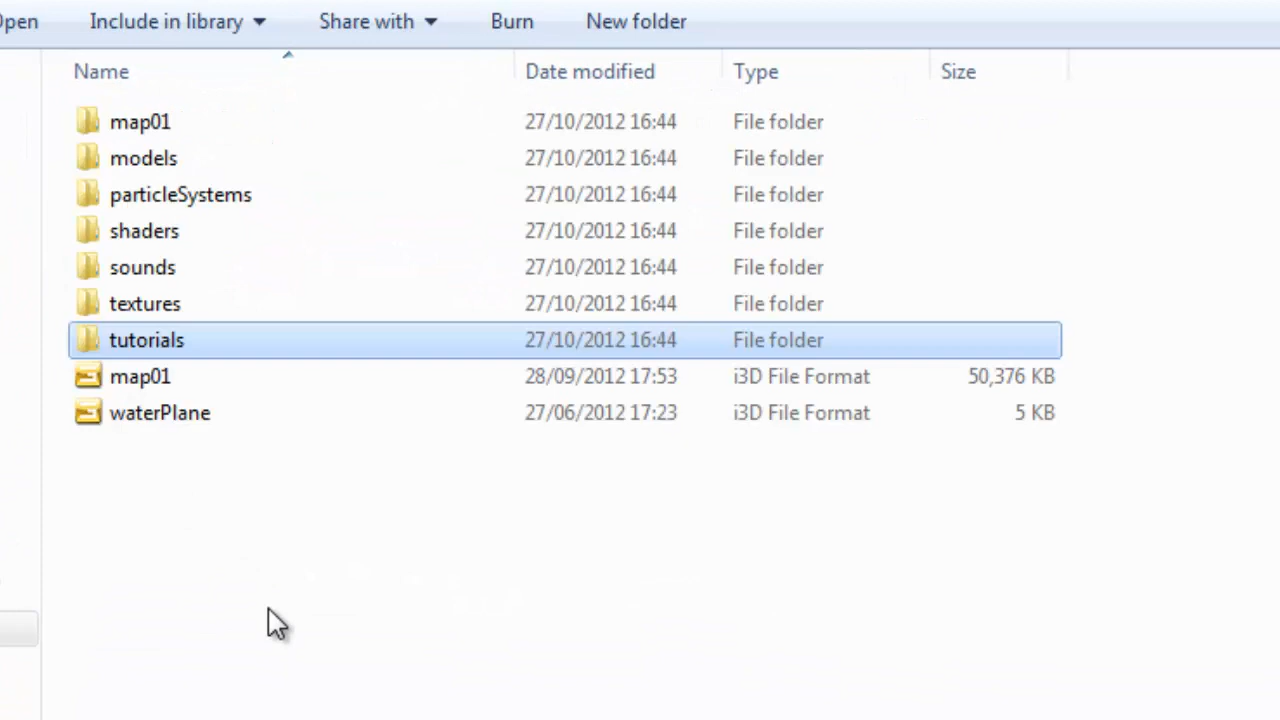 Open Include in library Share with Burn New folder
Name Date modified Type Size
map01 27/10/2012 16:44 File folder
models 27/10/2012 16:44 File folder
particleSystems 27/10/2012 16:44 File folder
shaders 27/10/2012 16:44 File folder
sounds 27/10/2012 16:44 File folder
textures 27/10/2012 16:44 File folder
tutorials 27/10/2012 16:44 File folder
map01 28/09/2012 17:53 i3D File Format 50,376 KB
waterPlane 27/06/2012 17:23 i3D File Format 5 KB